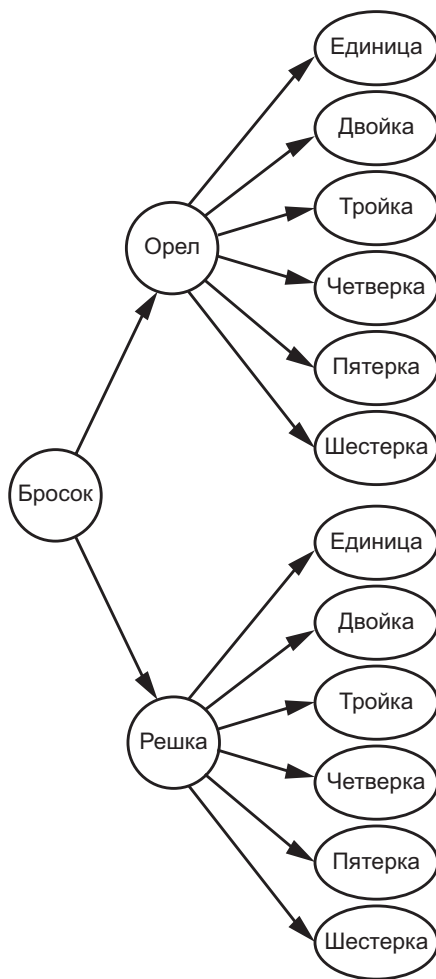 Единица
Двойка
Тройка
Орел
Четверка
Пятерка
Шестерка
Бросок
Единица
Двойка
Тройка
Решка
Четверка
Пятерка
Шестерка